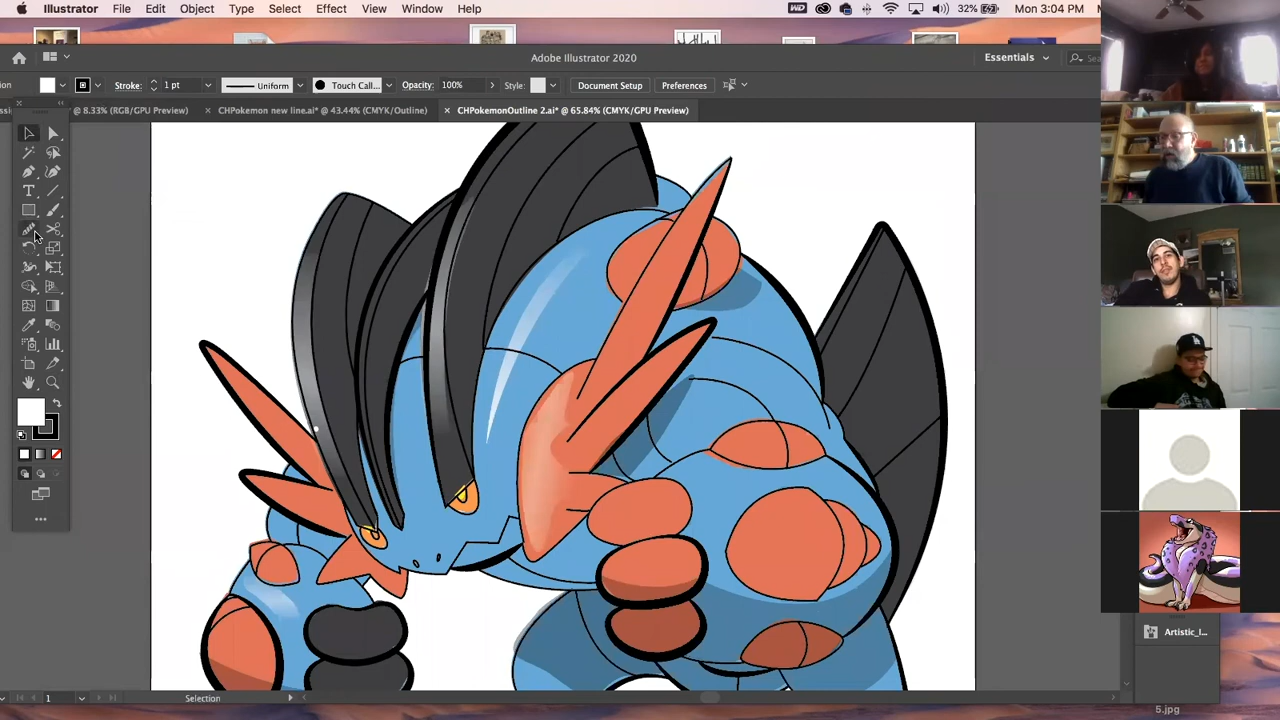 Illustrator File Edit Object Type Select Effect View Window Help WD 32% Mon 3:04 PM
Adobe Illustrator 2020 Essentials
Stroke: 1 pt Uniform Touch Call... Opacity: 100% Style: Document Setup Preferences
@ 8.33% (RGB/GPU Preview) × CHPokemon new line.ai* @ 43.44% (CMYK/Outline) × CHPokemonOutline 2.ai* @ 65.84% (CMYK/GPU Preview)
1 Selection
Artistic_I...
5.jpg